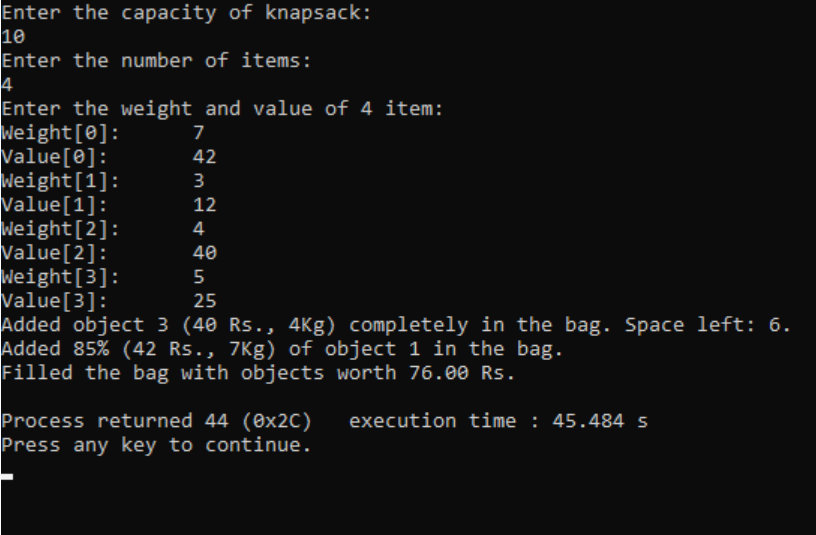 Enter the capacity of knapsack:
10
Enter the number of items:
4
Enter the weight and value of 4 item:
Weight[0]:      7
Value[0]:       42
Weight[1]:      3
Value[1]:       12
Weight[2]:      4
Value[2]:       40
Weight[3]:      5
Value[3]:       25
Added object 3 (40 Rs., 4Kg) completely in the bag. Space left: 6.
Added 85% (42 Rs., 7Kg) of object 1 in the bag.
Filled the bag with objects worth 76.00 Rs.
Process returned 44 (0x2C)   execution time : 45.484 s
Press any key to continue.